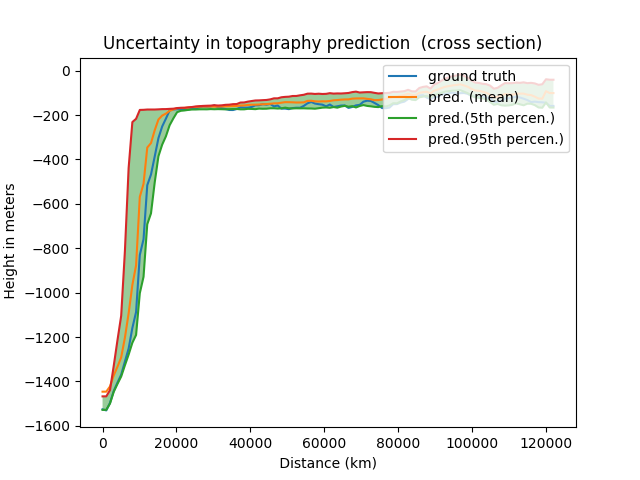 Uncertainty in topography prediction  (cross section)
ground truth
pred. (mean)
pred.(5th percen.)
pred.(95th percen.)
Height in meters
0
−200
−400
−600
−800
−1000
−1200
−1400
−1600
0 20000 40000 60000 80000 100000 120000
Distance (km)